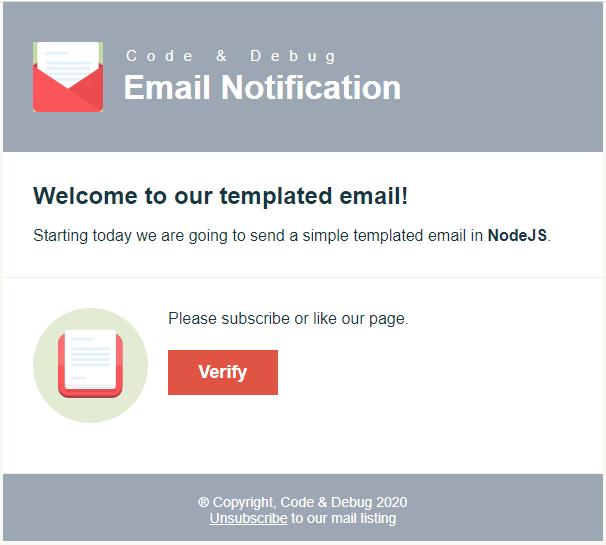 Code & Debug
Email Notification
Welcome to our templated email!
Starting today we are going to send a simple templated email in NodeJS.
Please subscribe or like our page.
Verify
® Copyright, Code & Debug 2020
Unsubscribe to our mail listing